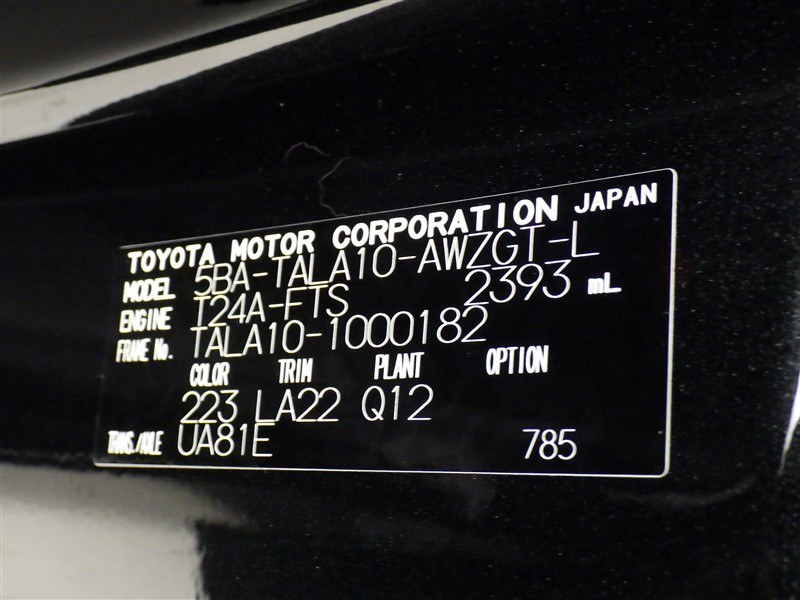 TOYOTA MOTOR CORPORATION JAPAN
MODEL 5BA-TALA10-AWZGT-L
ENGINE T24A-FTS 2393 mL
FRAME No. TALA10-1000182
COLOR TRIM PLANT OPTION
223 LA22 Q12
TRANS./AXLE UA81E 785